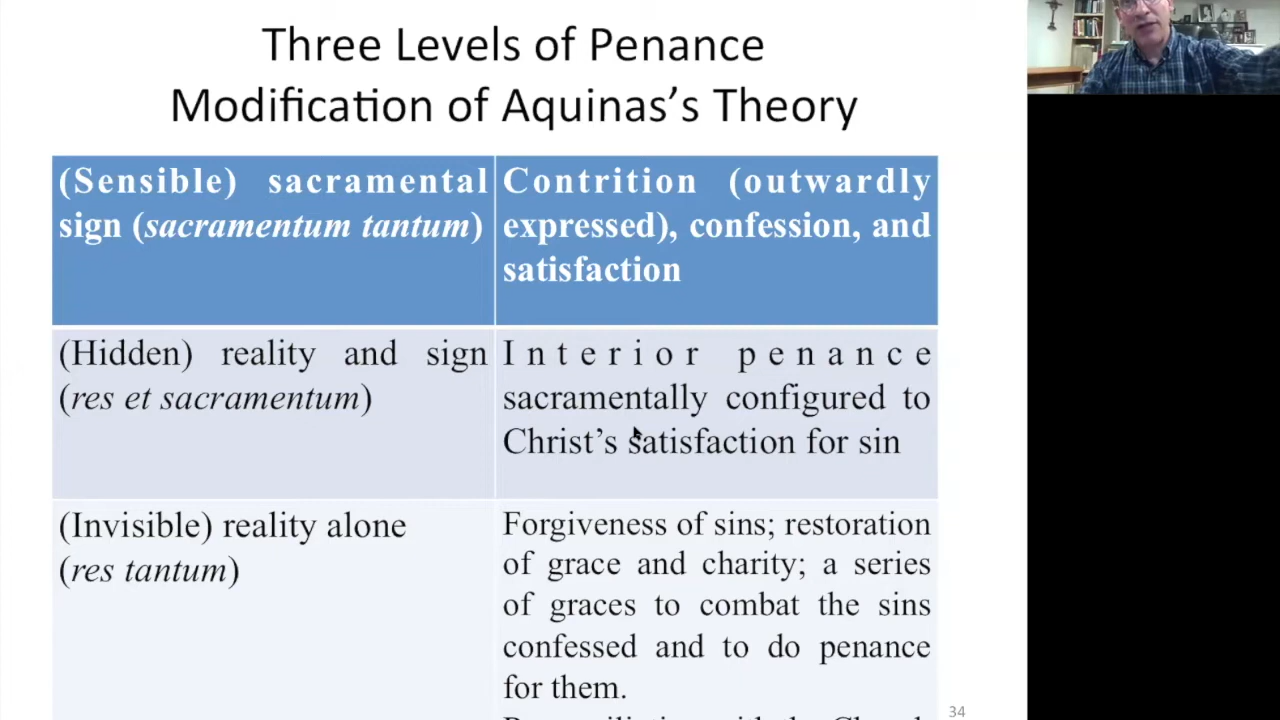 Three Levels of Penance
Modification of Aquinas’s Theory
(Sensible) sacramental
sign (sacramentum tantum)
Contrition (outwardly
expressed), confession, and
satisfaction
(Hidden) reality and sign
(res et sacramentum)
Interior penance
sacramentally configured to
Christ’s satisfaction for sin
(Invisible) reality alone
(res tantum)
Forgiveness of sins; restoration
of grace and charity; a series
of graces to combat the sins
confessed and to do penance
for them.
34